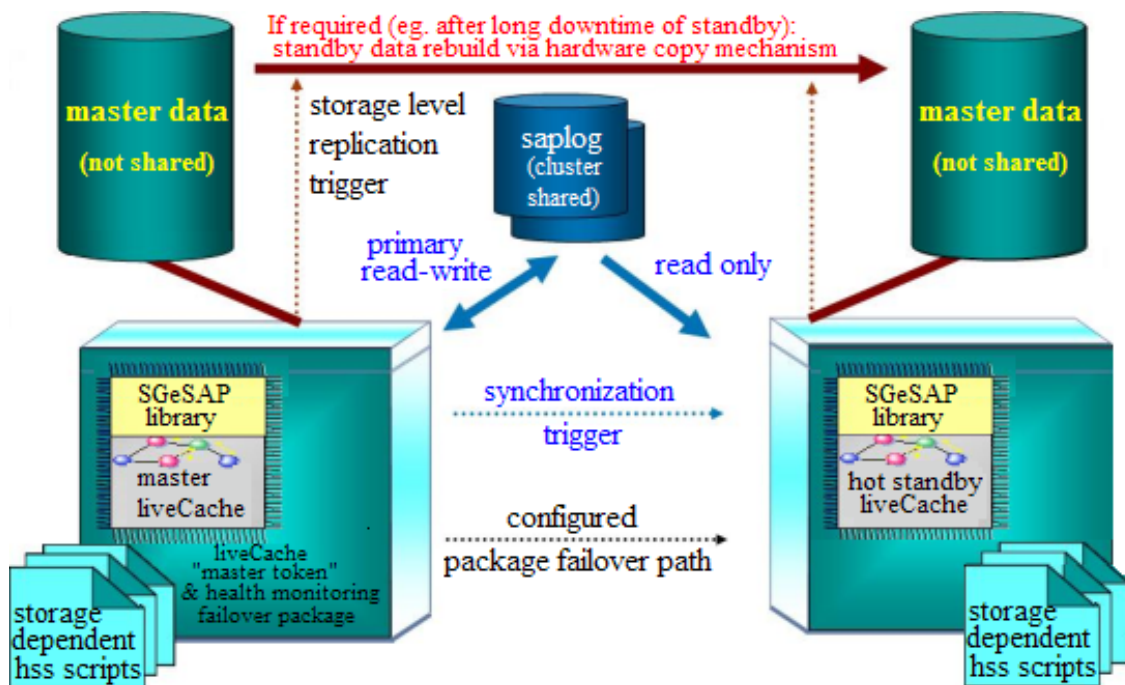 If required (eg. after long downtime of standby):
standby data rebuild via hardware copy mechanism
master data
(not shared)
storage level
replication
trigger
saplog
(cluster
shared)
master data
(not shared)
primary
read-write
read only
SGeSAP
library
master
liveCache
liveCache
"master token"
& health monitoring
failover package
storage
dependent
hss scripts
synchronization
trigger
configured
package failover path
SGeSAP
library
hot standby
liveCache
storage
dependent
hss scripts